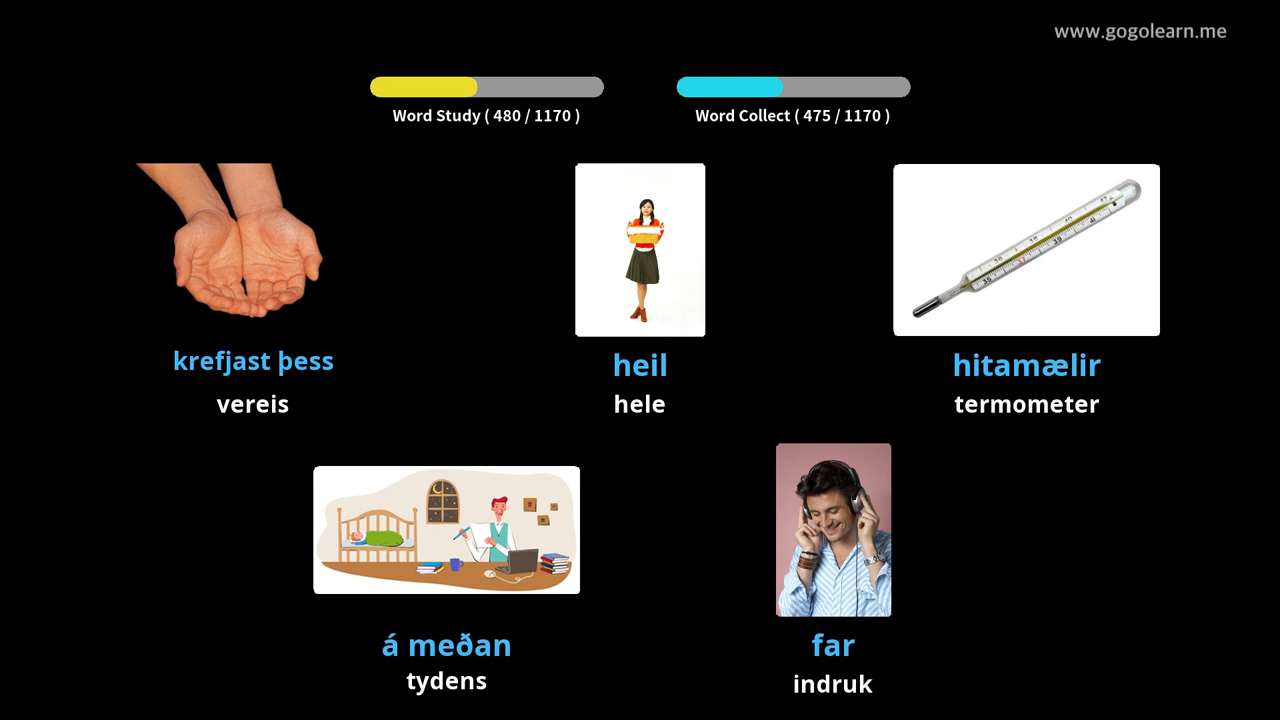 www.gogolearn.me
Word Study ( 480 / 1170 )
Word Collect ( 475 / 1170 )
krefjast þess
vereis
heil
hele
hitamælir
termometer
á meðan
tydens
far
indruk